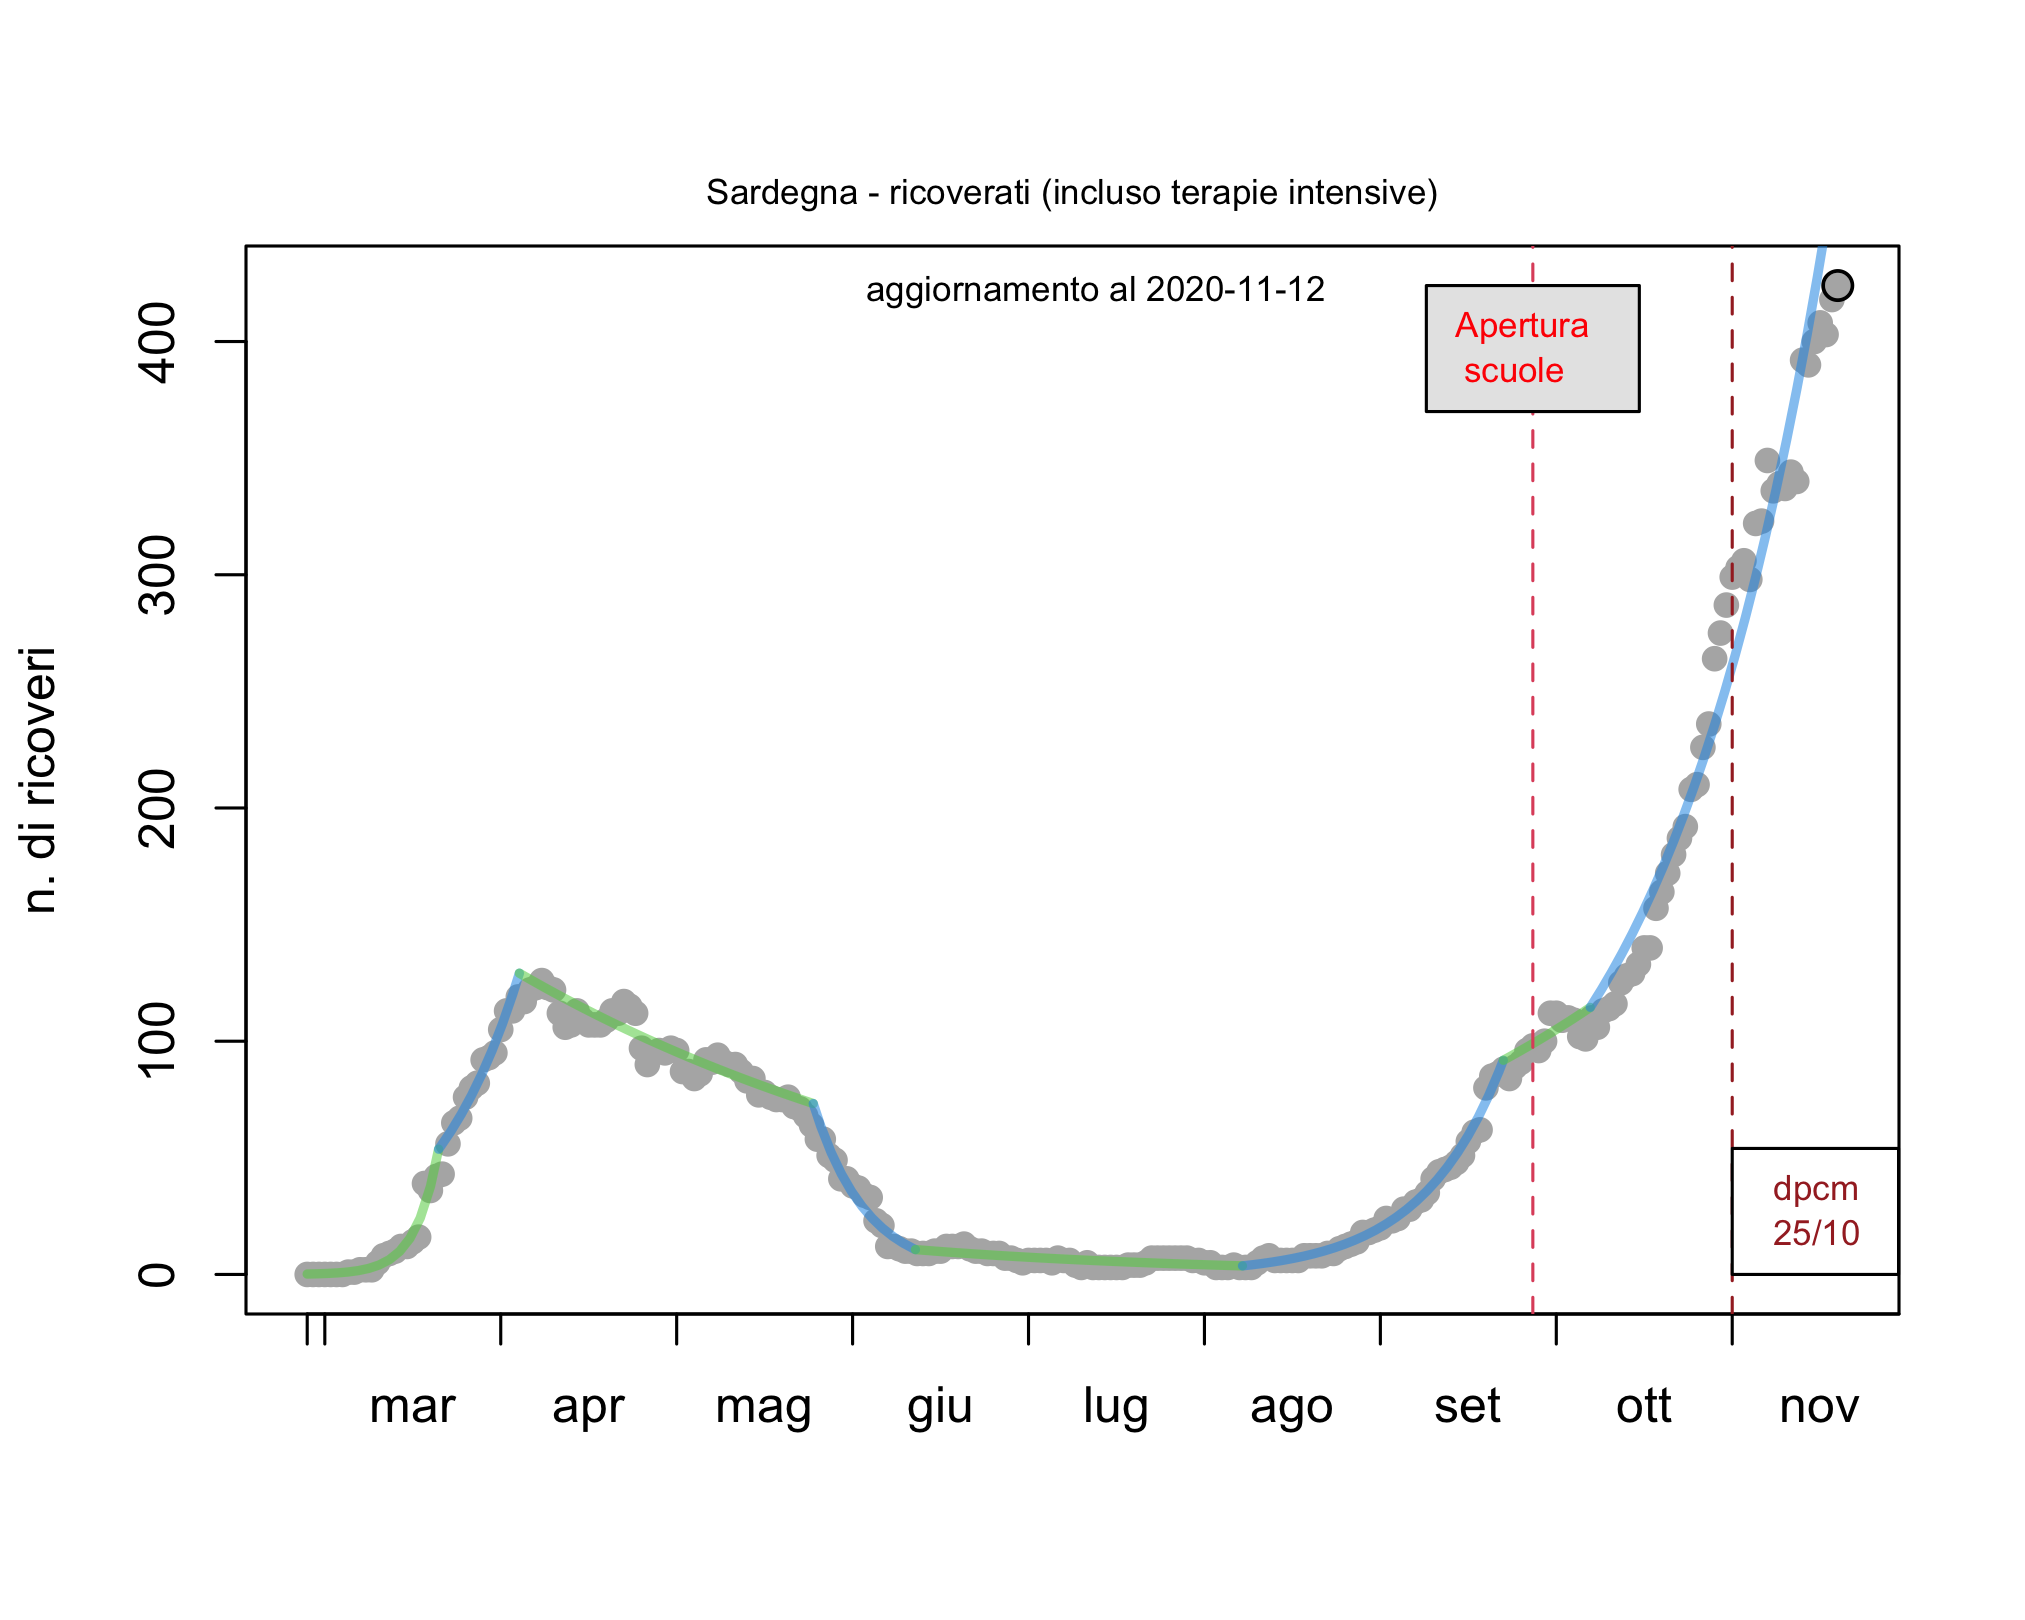 Sardegna - ricoverati (incluso terapie intensive)
aggiornamento al 2020-11-12
Apertura
scuole
400
300
200
100
0
n. di ricoveri
dpcm
25/10
mar apr mag giu lug ago set ott nov